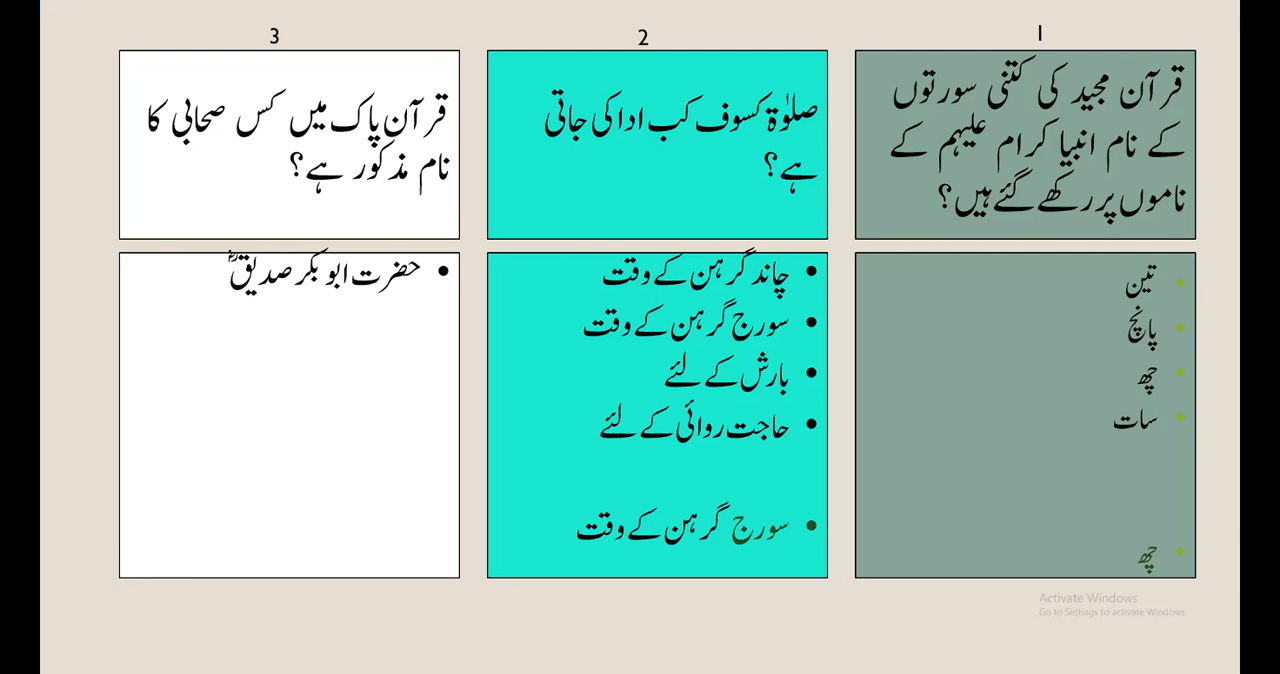 1
قرآن مجید کی کتنی سورتوں
کے نام انبیا کرام علیہم کے
ناموں پر رکھے گئے ہیں؟
تین
پانچ
چھ
سات
چھ
2
صلوٰۃ کسوف کب ادا کی جاتی
ہے؟
چاند گرہن کے وقت
سورج گرہن کے وقت
بارش کے لئے
حاجت روائی کے لئے
سورج گرہن کے وقت
3
قرآن پاک میں کس صحابی کا
نام مذکور ہے؟
حضرت ابو بکر صدیقؓ
Activate Windows
Go to Settings to activate Windows.